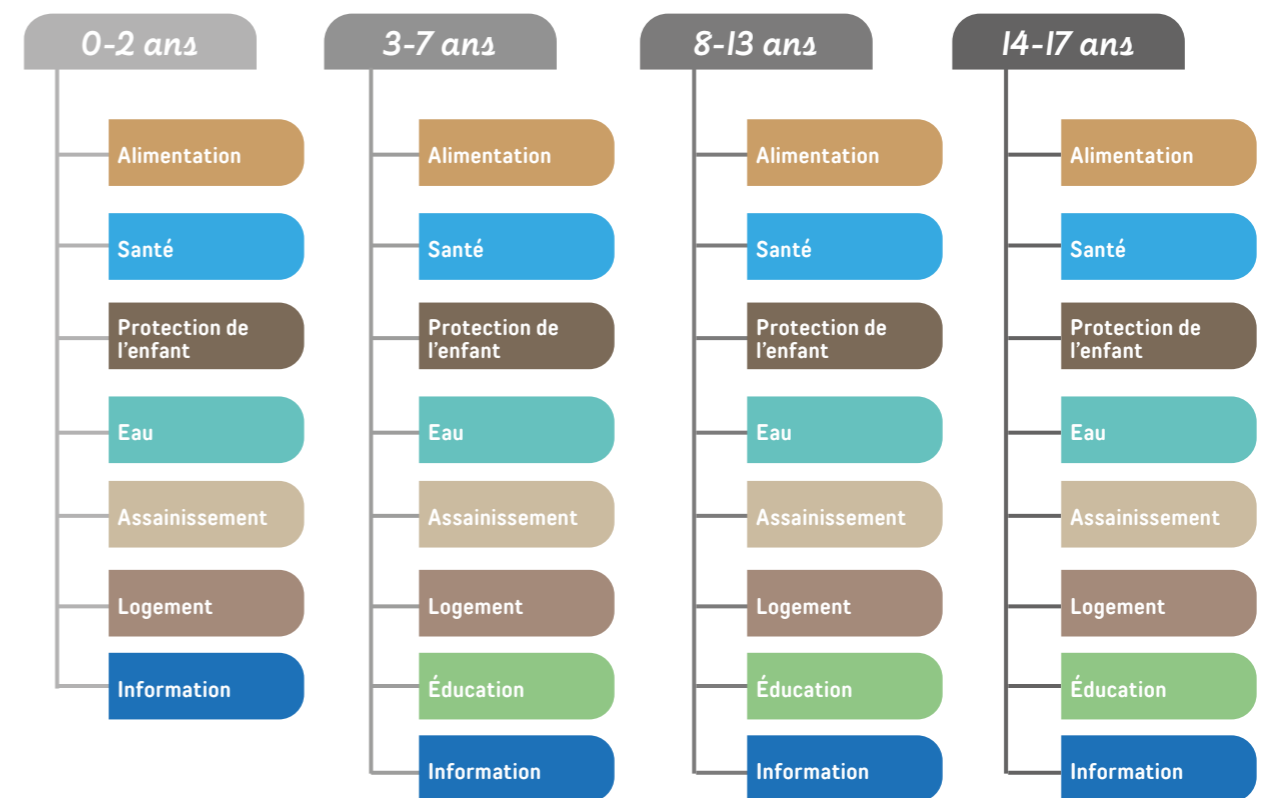 0-2 ans
Alimentation
Santé
Protection de
l'enfant
Eau
Assainissement
Logement
Information
3-7 ans
Alimentation
Santé
Protection de
l'enfant
Eau
Assainissement
Logement
Éducation
Information
8-13 ans
Alimentation
Santé
Protection de
l'enfant
Eau
Assainissement
Logement
Éducation
Information
14-17 ans
Alimentation
Santé
Protection de
l'enfant
Eau
Assainissement
Logement
Éducation
Information